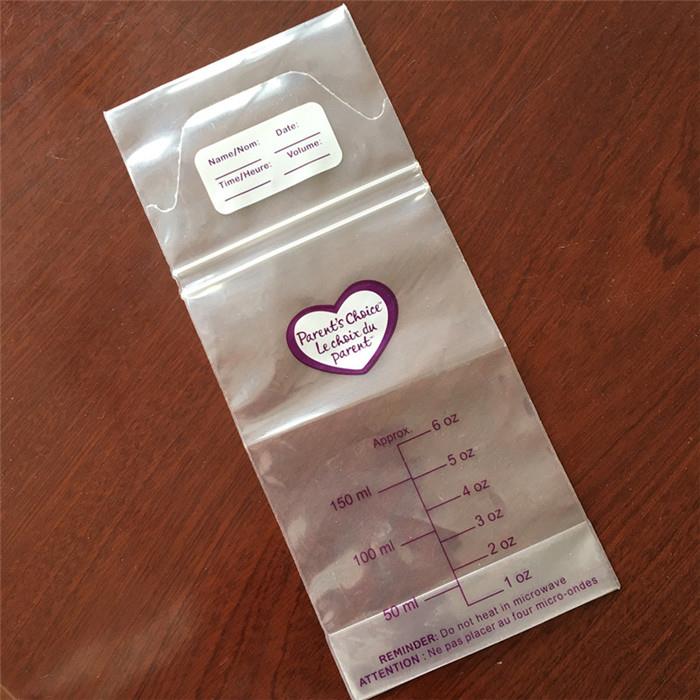 Name/Nom: Date:
Time/Heure: Volume:
Parent's Choice™
Le choix du
parent™
Approx. 6 oz
5 oz
150 ml
4 oz
3 oz
100 ml
2 oz
1 oz
50 ml
REMINDER: Do not heat in microwave
ATTENTION : Ne pas placer au four micro-ondes